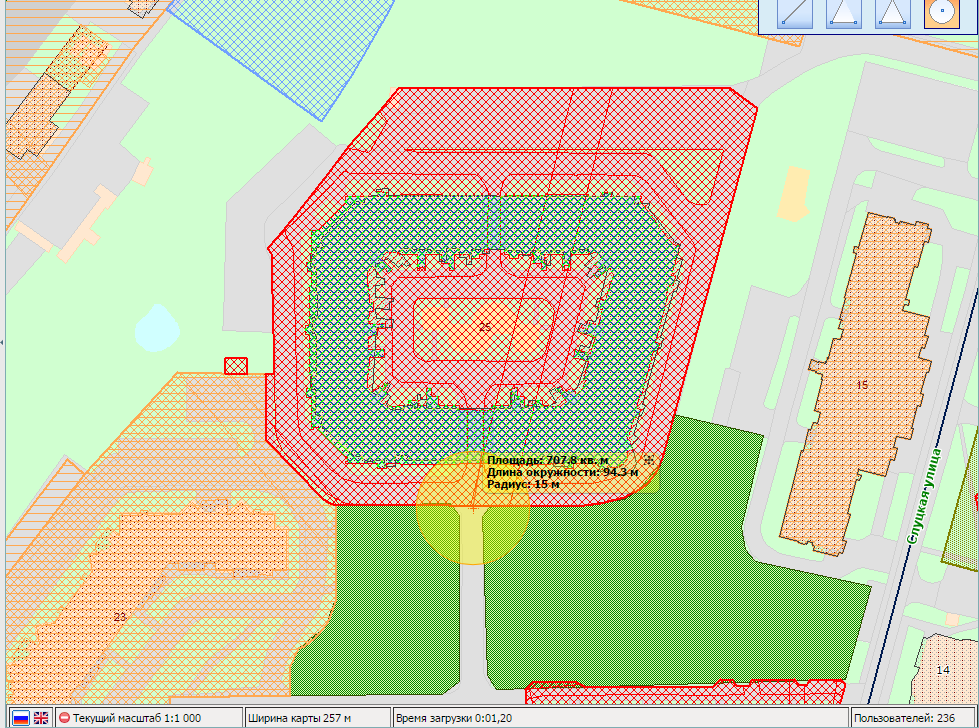 25
15
Площадь: 707.8 кв. м
Длина окружности: 94.3 м
Радиус: 15 м
Слуцкая улица
23
14
Текущий масштаб 1:1 000
Ширина карты 257 м
Время загрузки 0:01,20
Пользователей: 236